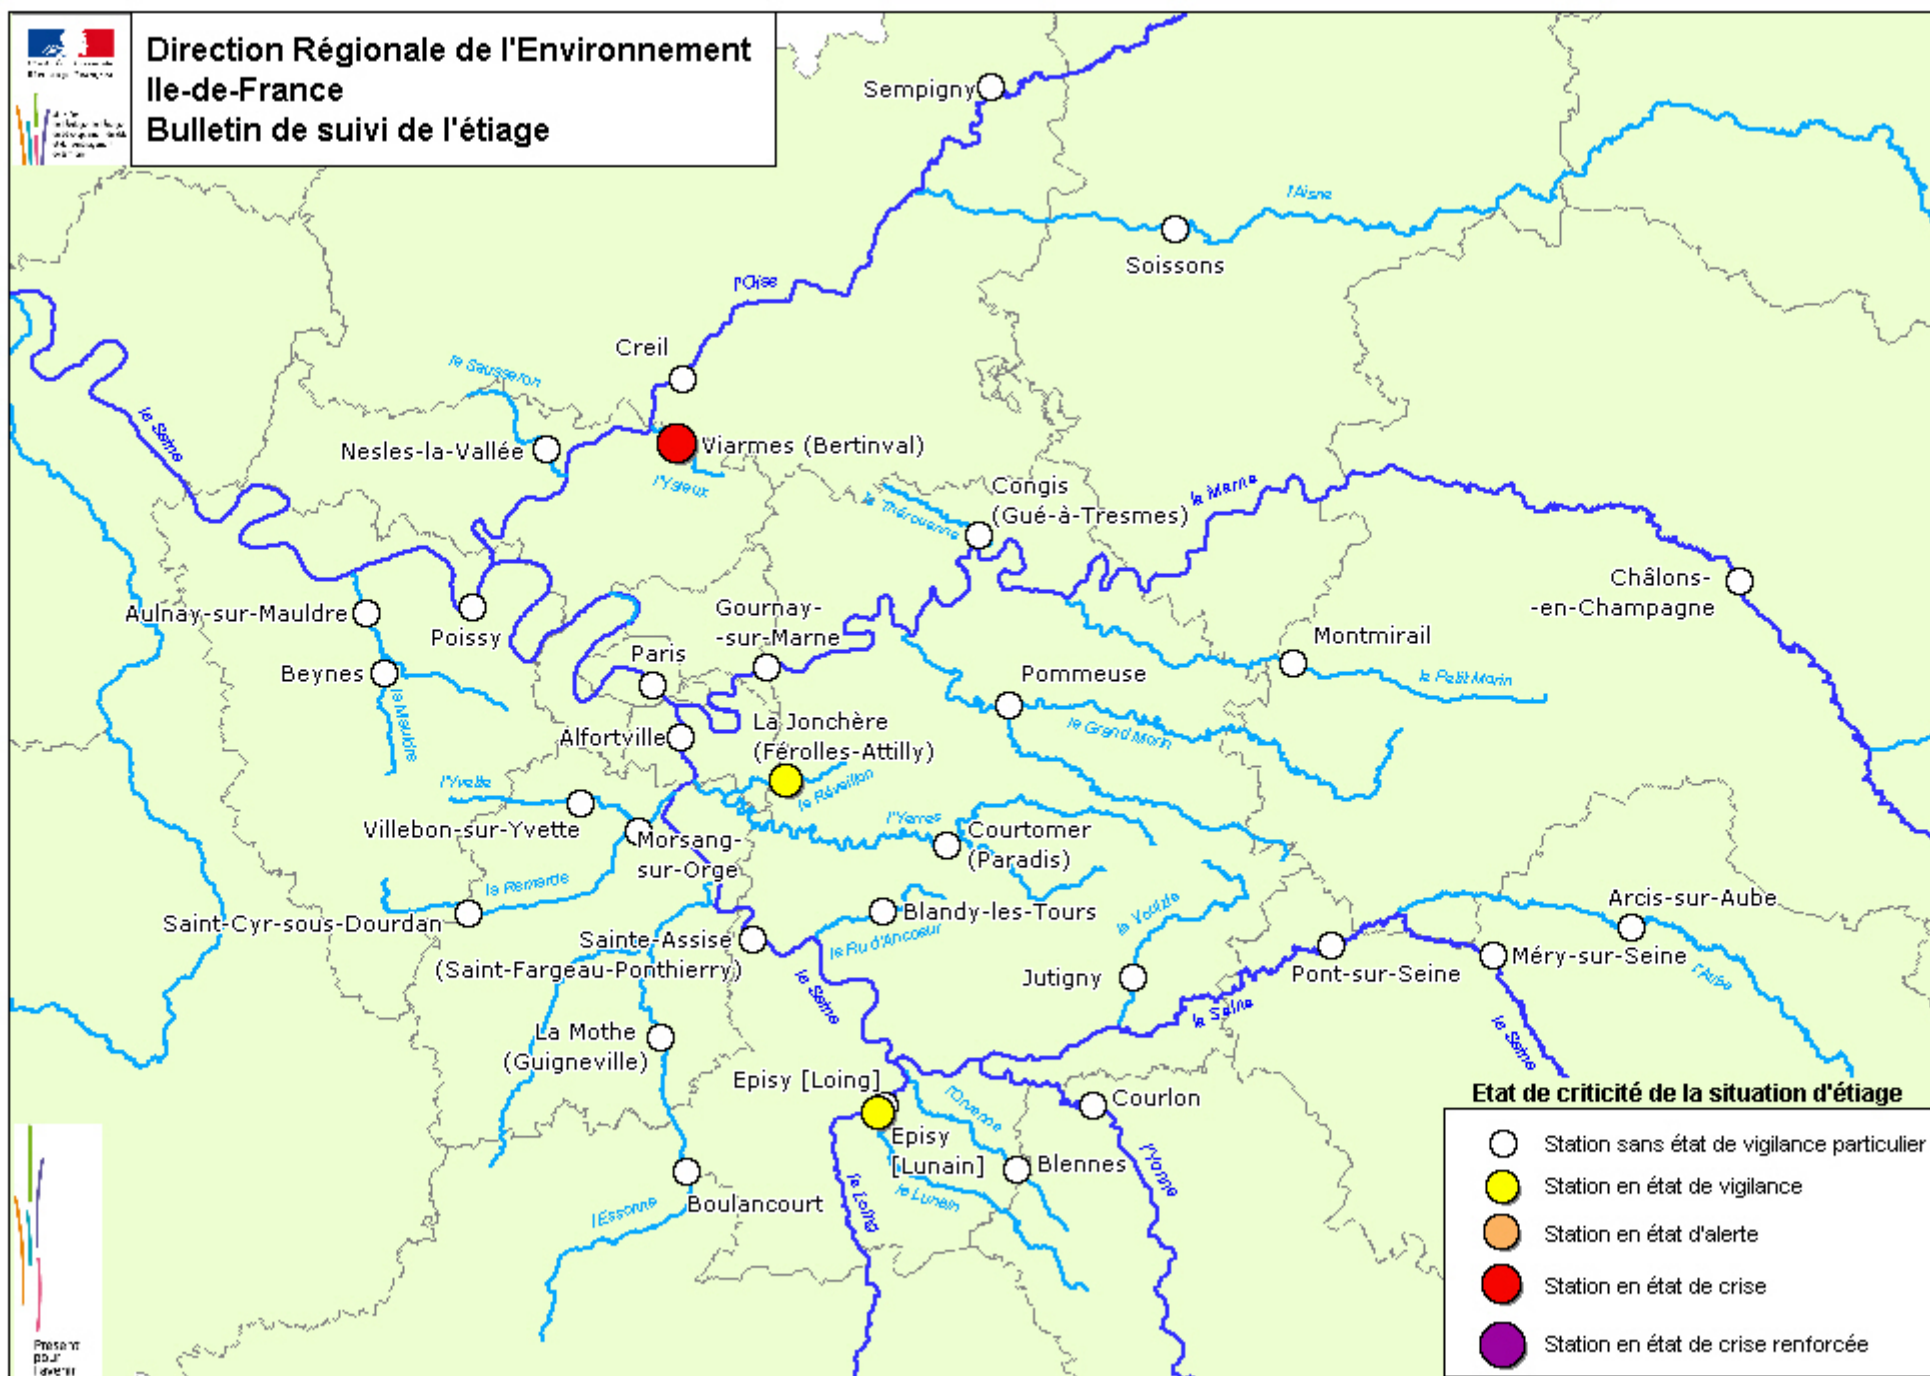 Direction Régionale de l'Environnement
Ile-de-France
Bulletin de suivi de l'étiage
Sempigny
l'Aisne
Soissons
l'Oise
Creil
le Sausseron
la Seine
Nesles-la-Vallée
Viarmes (Bertinval)
l'Ysieux
Congis
(Gué-à-Tresmes)
la Thérouanne
la Marne
Châlons-
-en-Champagne
Aulnay-sur-Mauldre
Poissy
Gournay-
-sur-Marne
Montmirail
Beynes
Paris
Pommeuse
le Petit Morin
la Mauldre
le Grand Morin
Alfortville
La Jonchère
(Férolles-Attilly)
le Réveillon
l'Yvette
Villebon-sur-Yvette
Morsang-
sur-Orge
l'Yerres
Courtomer
(Paradis)
la Remarde
Saint-Cyr-sous-Dourdan
Blandy-les-Tours
le Ru d'Ancoeur
la Voulzie
Arcis-sur-Aube
Sainte-Assise
(Saint-Fargeau-Ponthierry)
Jutigny
Pont-sur-Seine
Méry-sur-Seine
l'Aube
la Seine
la Seine
la Seine
La Mothe
(Guigneville)
Episy [Loing]
l'Orvanne
Courlon
Episy
[Lunain]
Blennes
l'Yonne
le Loing
le Lunain
Boulancourt
l'Essonne
Etat de criticité de la situation d'étiage
Station sans état de vigilance particulier
Station en état de vigilance
Station en état d'alerte
Station en état de crise
Station en état de crise renforcée
Présent
pour
l'avenir